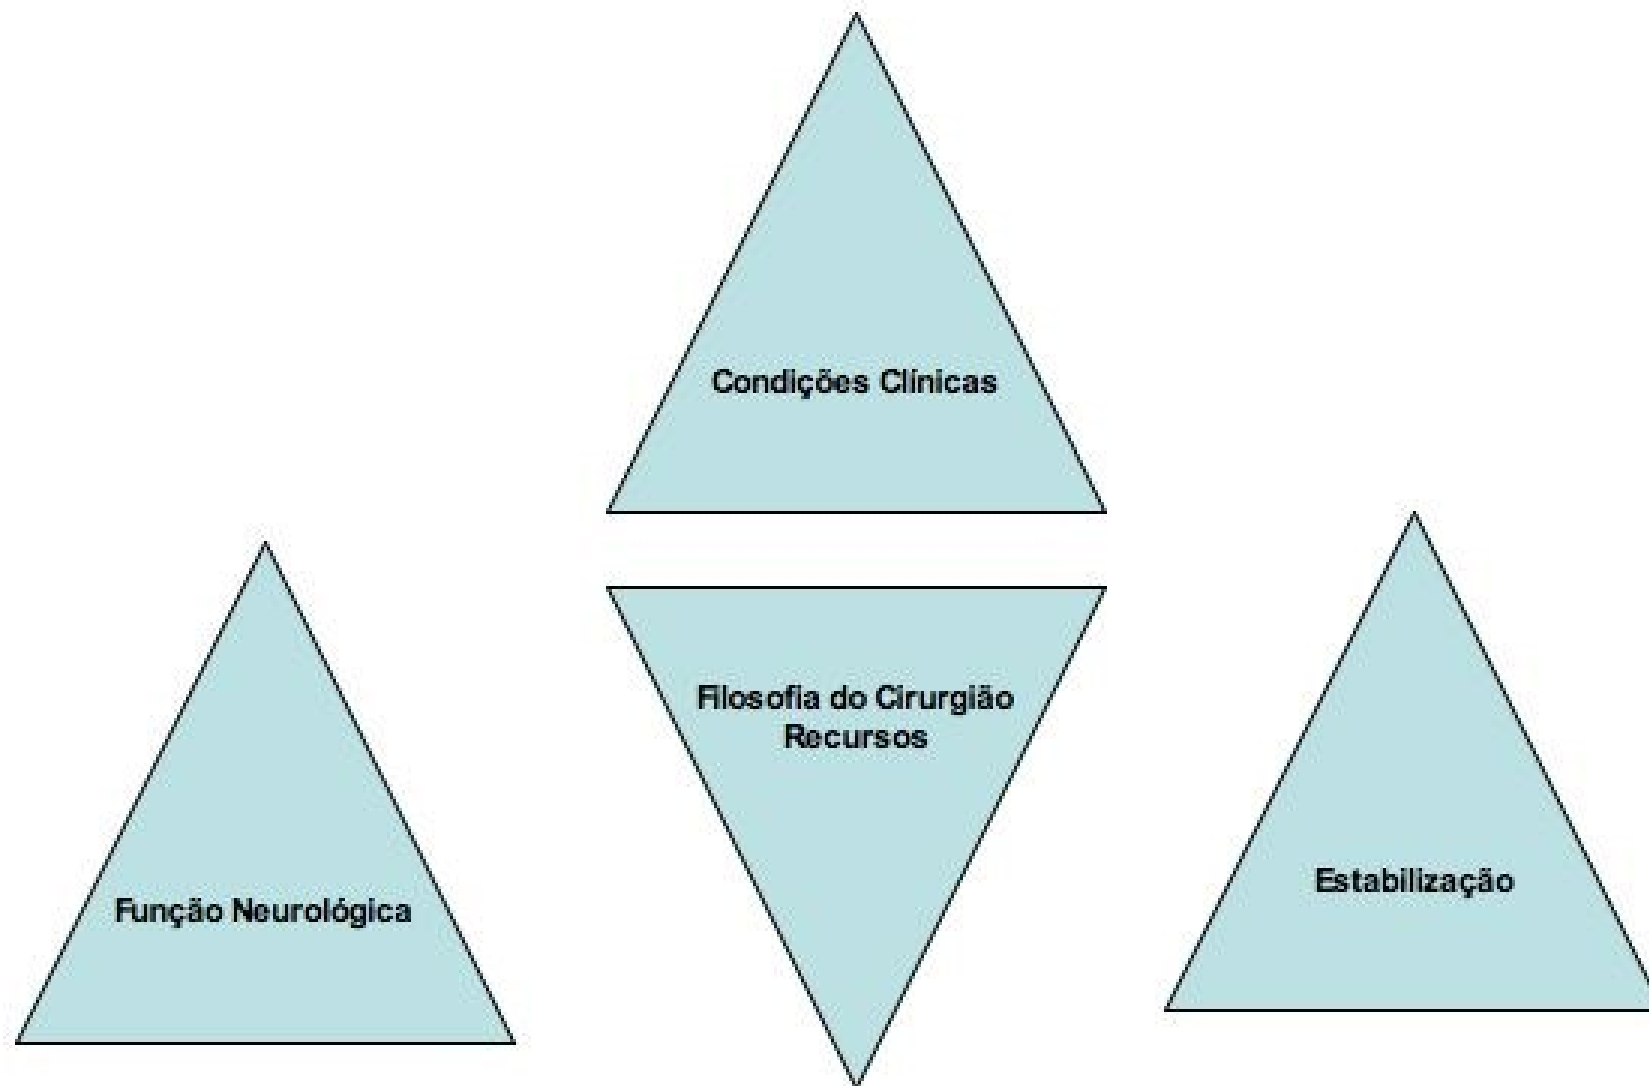 Condições Clínicas
Filosofia do Cirurgião
Recursos
Função Neurológica
Estabilização